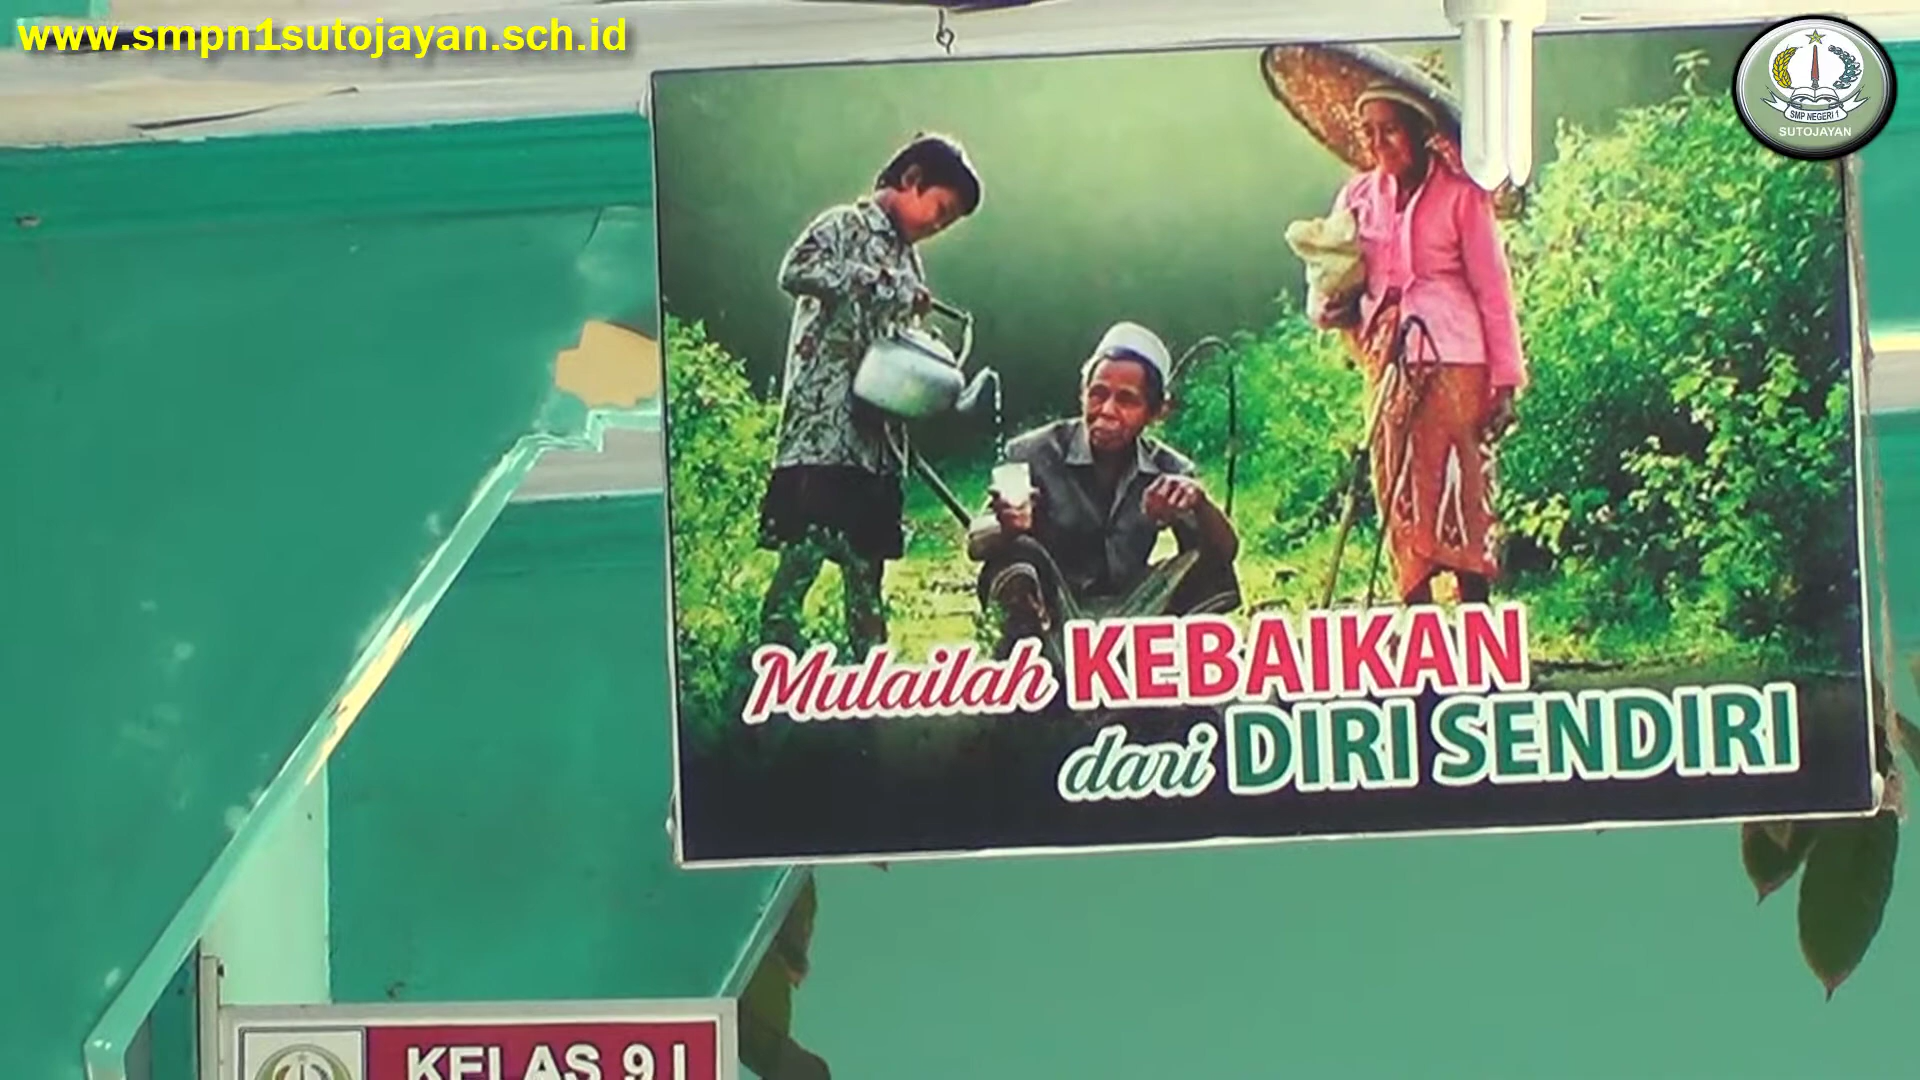 www.smpn1sutojayan.sch.id
SMP NEGERI 1
SUTOJAYAN
Mulailah KEBAIKAN
dari DIRI SENDIRI
KELAS 9 I